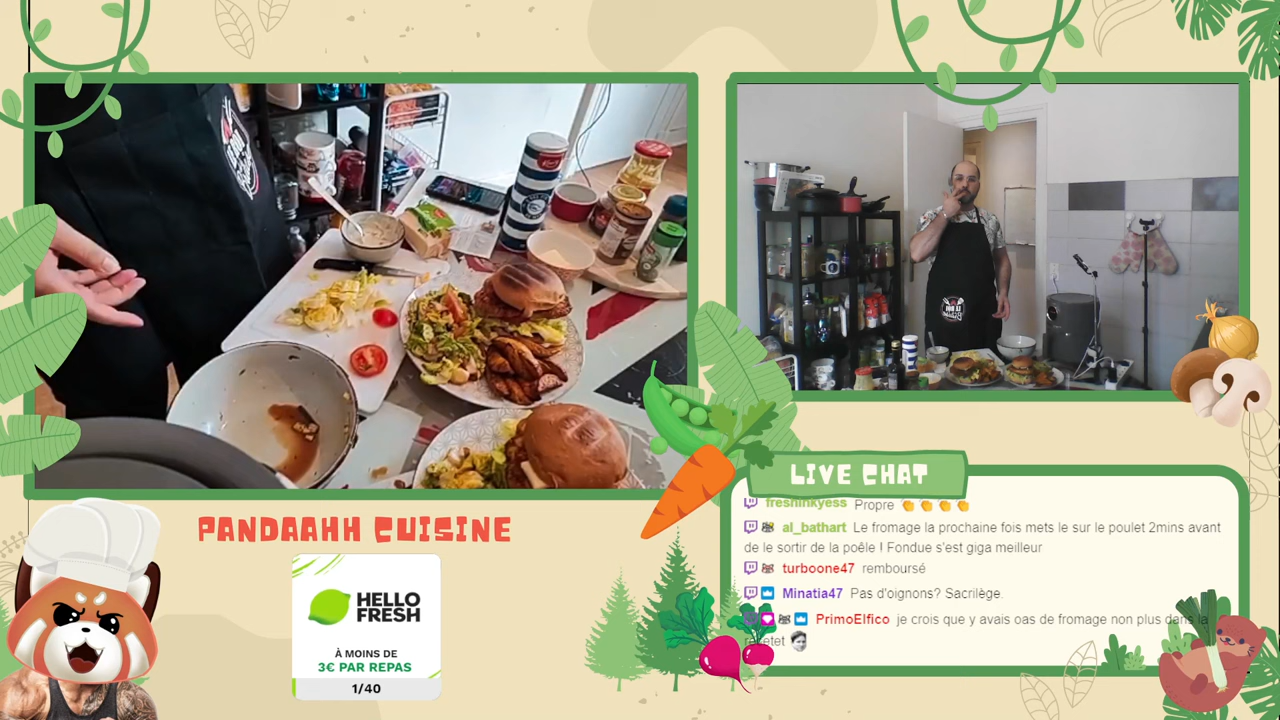 LIVE CHAT
freshinkyess Propre
al_bathart Le fromage la prochaine fois mets le sur le poulet 2mins avant
de le sortir de la poêle ! Fondue s'est giga meilleur
turboone47 remboursé
Minatia47 Pas d'oignons? Sacrilège.
PrimoElfico je crois que y avais oas de fromage non plus dans la
PANDAAHH CUISINE
HELLO
FRESH
À MOINS DE
3€ PAR REPAS
1/40